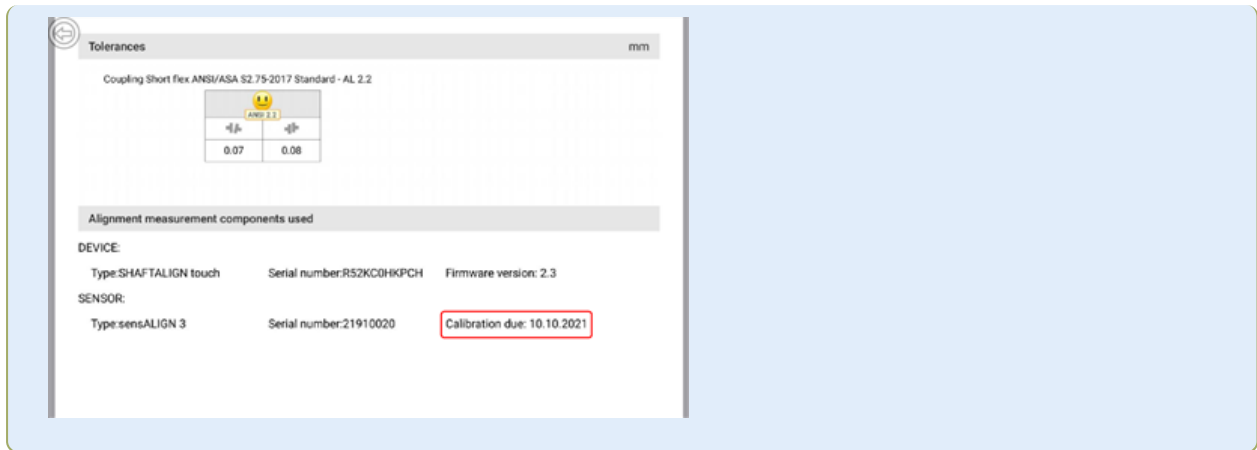 Tolerances mm
Coupling Short flex ANSI/ASA S2.75-2017 Standard - AL 2.2
ANSI 2.2
0.07 0.08
Alignment measurement components used
DEVICE:
Type:SHAFTALIGN touch Serial number:R52KC0HKPCH Firmware version: 2.3
SENSOR:
Type:sensALIGN 3 Serial number:21910020 Calibration due: 10.10.2021